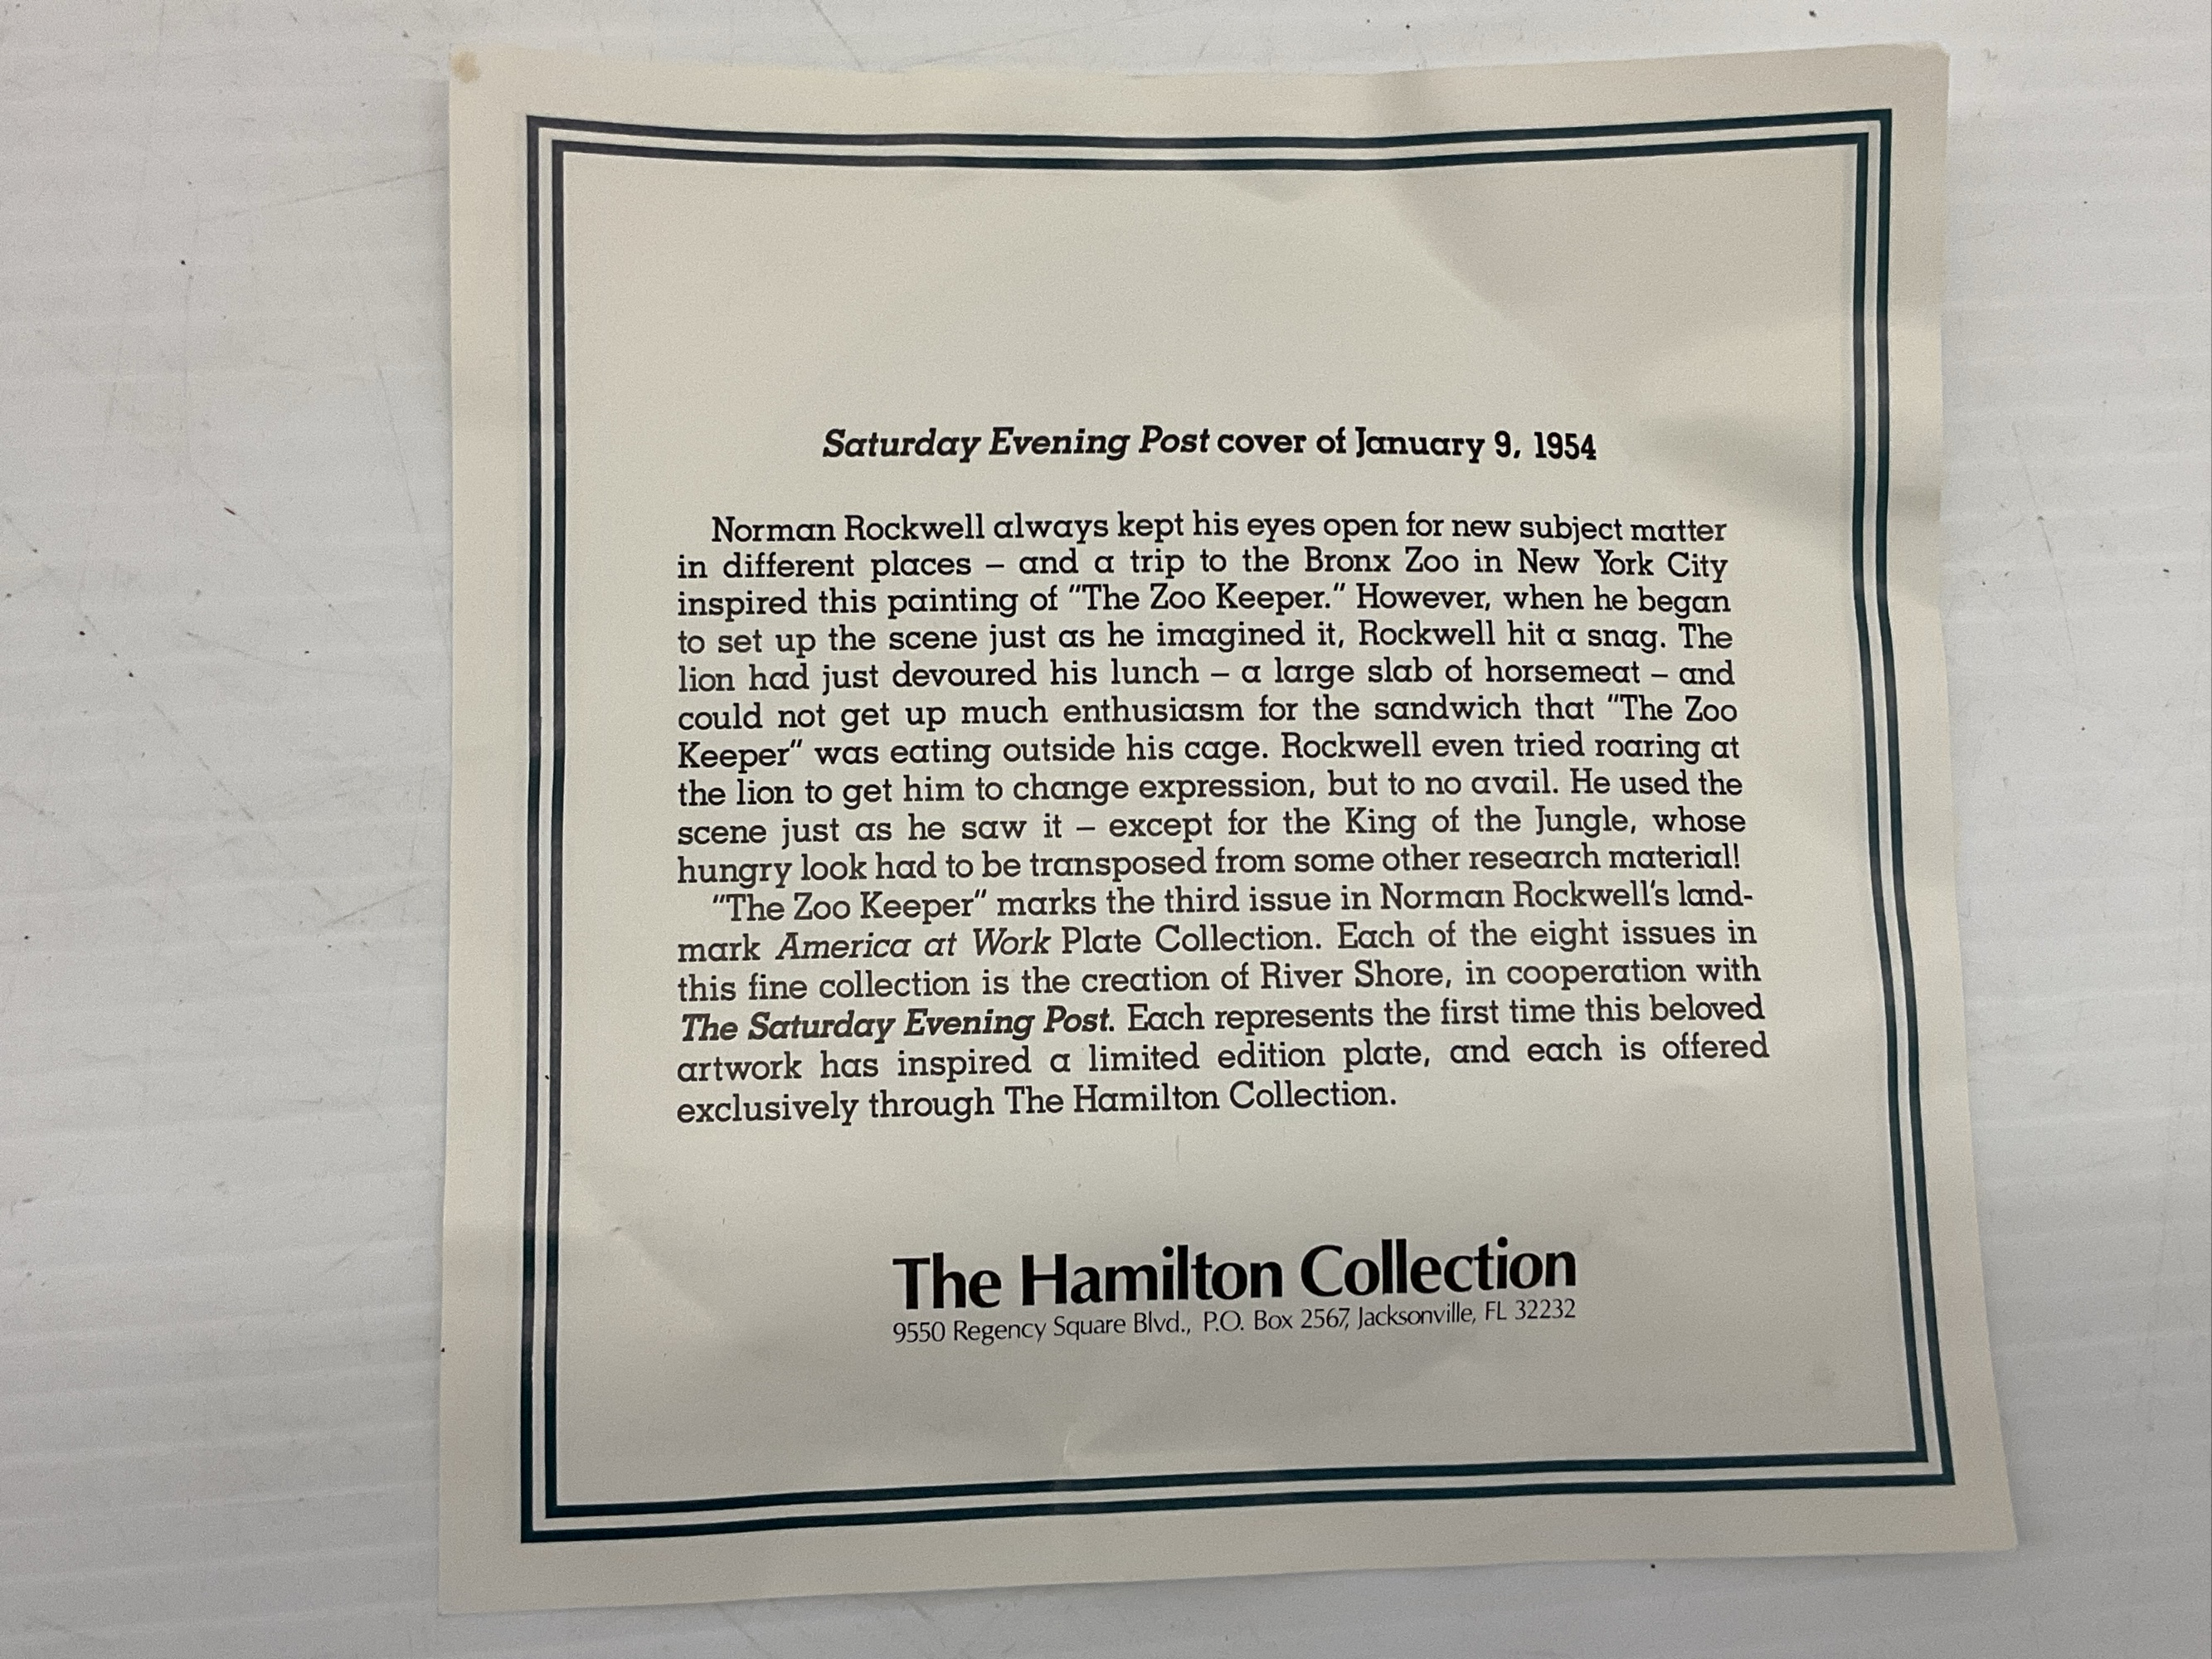 Saturday Evening Post cover of January 9, 1954
Norman Rockwell always kept his eyes open for new subject matter
in different places – and a trip to the Bronx Zoo in New York City
inspired this painting of "The Zoo Keeper." However, when he began
to set up the scene just as he imagined it, Rockwell hit a snag. The
lion had just devoured his lunch – a large slab of horsemeat – and
could not get up much enthusiasm for the sandwich that "The Zoo
Keeper" was eating outside his cage. Rockwell even tried roaring at
the lion to get him to change expression, but to no avail. He used the
scene just as he saw it – except for the King of the Jungle, whose
hungry look had to be transposed from some other research material!
"The Zoo Keeper" marks the third issue in Norman Rockwell's land-
mark America at Work Plate Collection. Each of the eight issues in
this fine collection is the creation of River Shore, in cooperation with
The Saturday Evening Post. Each represents the first time this beloved
artwork has inspired a limited edition plate, and each is offered
exclusively through The Hamilton Collection.
The Hamilton Collection
9550 Regency Square Blvd., P.O. Box 2567, Jacksonville, FL 32232